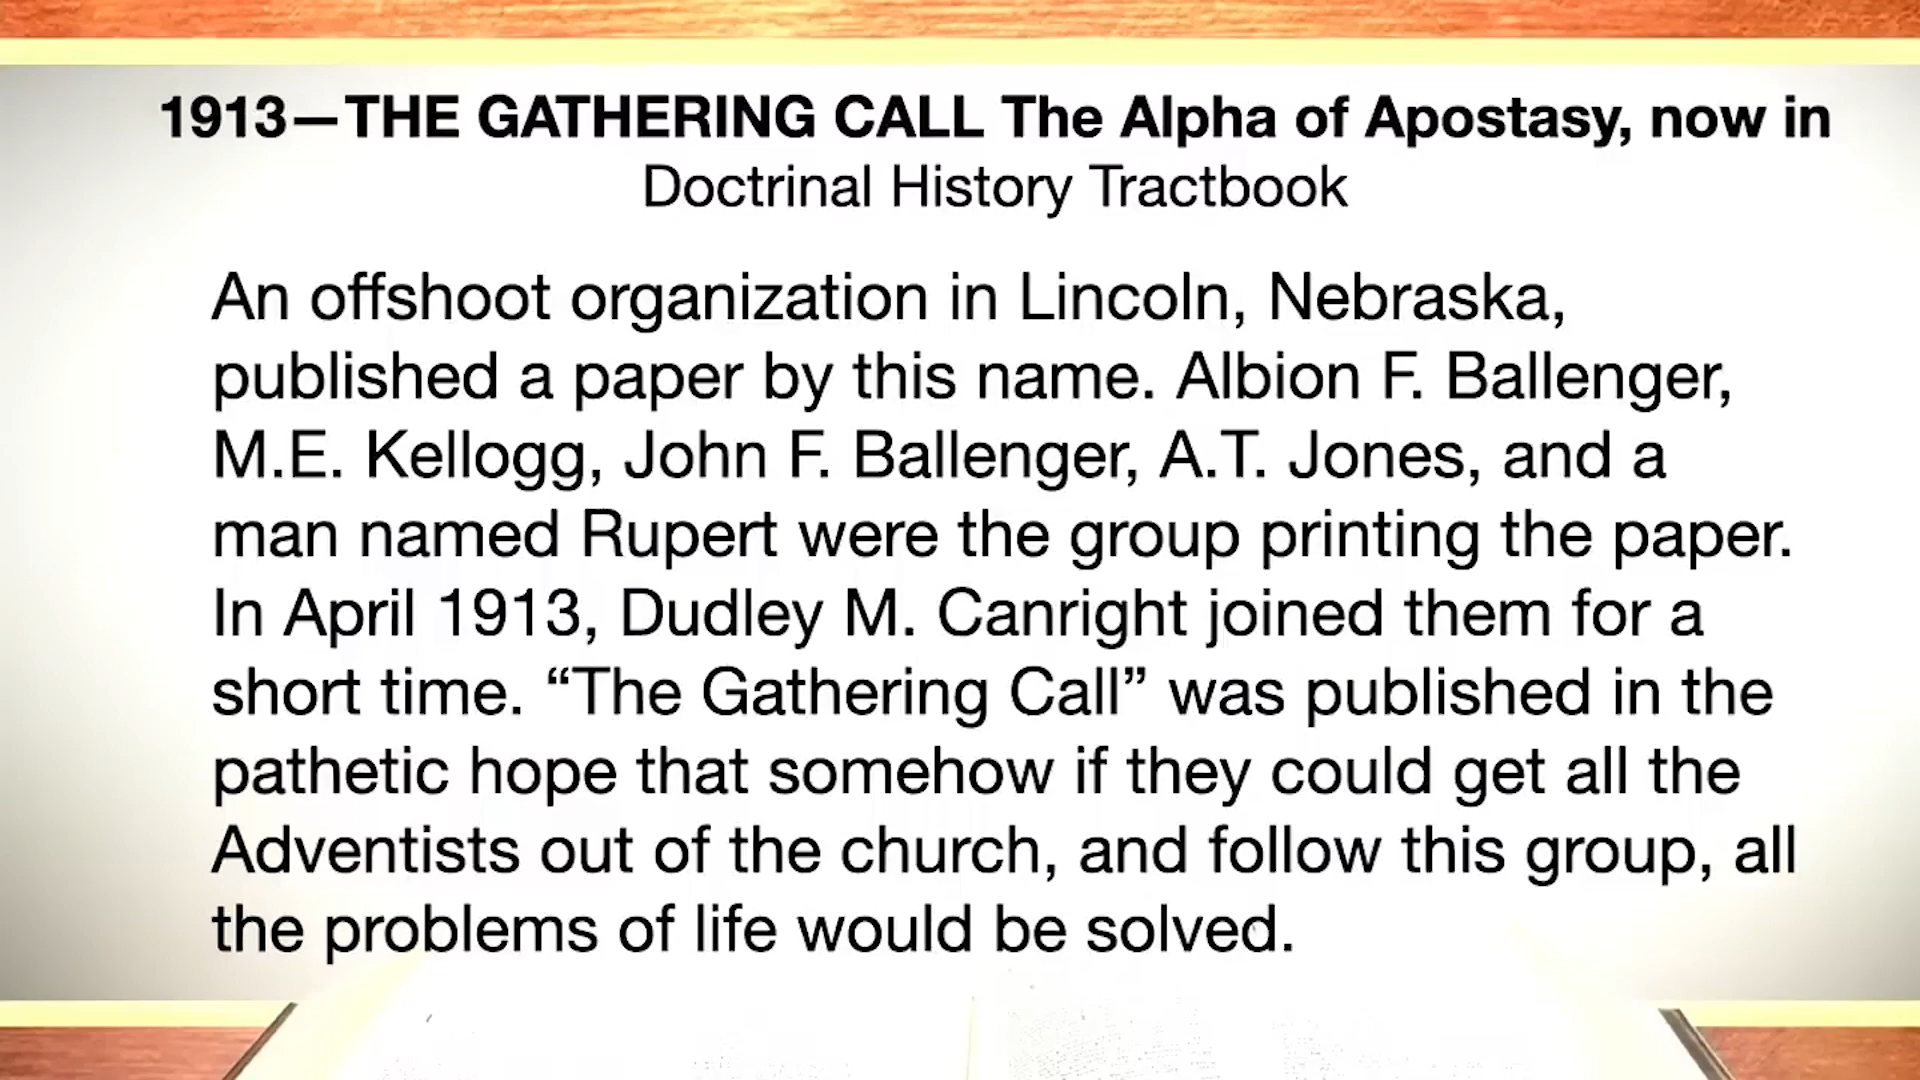 1913—THE GATHERING CALL The Alpha of Apostasy, now in
Doctrinal History Tractbook
An offshoot organization in Lincoln, Nebraska,
published a paper by this name. Albion F. Ballenger,
M.E. Kellogg, John F. Ballenger, A.T. Jones, and a
man named Rupert were the group printing the paper.
In April 1913, Dudley M. Canright joined them for a
short time. “The Gathering Call” was published in the
pathetic hope that somehow if they could get all the
Adventists out of the church, and follow this group, all
the problems of life would be solved.